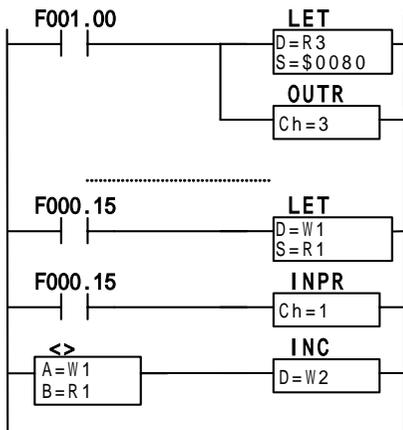 F001.00 LET
D=R3
S=$0080
OUTR
Ch=3
F000.15 LET
D=W1
S=R1
F000.15 INPR
Ch=1
<> INC
A=W1
B=R1
D=W2